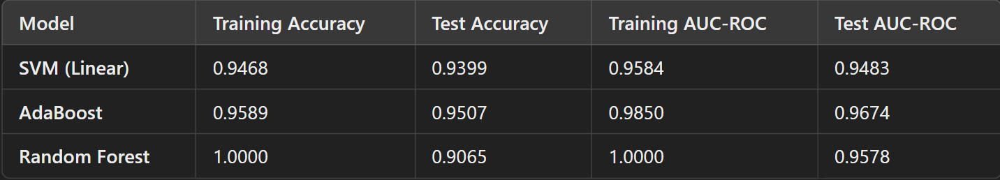 Model Training Accuracy Test Accuracy Training AUC-ROC Test AUC-ROC
SVM (Linear) 0.9468 0.9399 0.9584 0.9483
AdaBoost 0.9589 0.9507 0.9850 0.9674
Random Forest 1.0000 0.9065 1.0000 0.9578